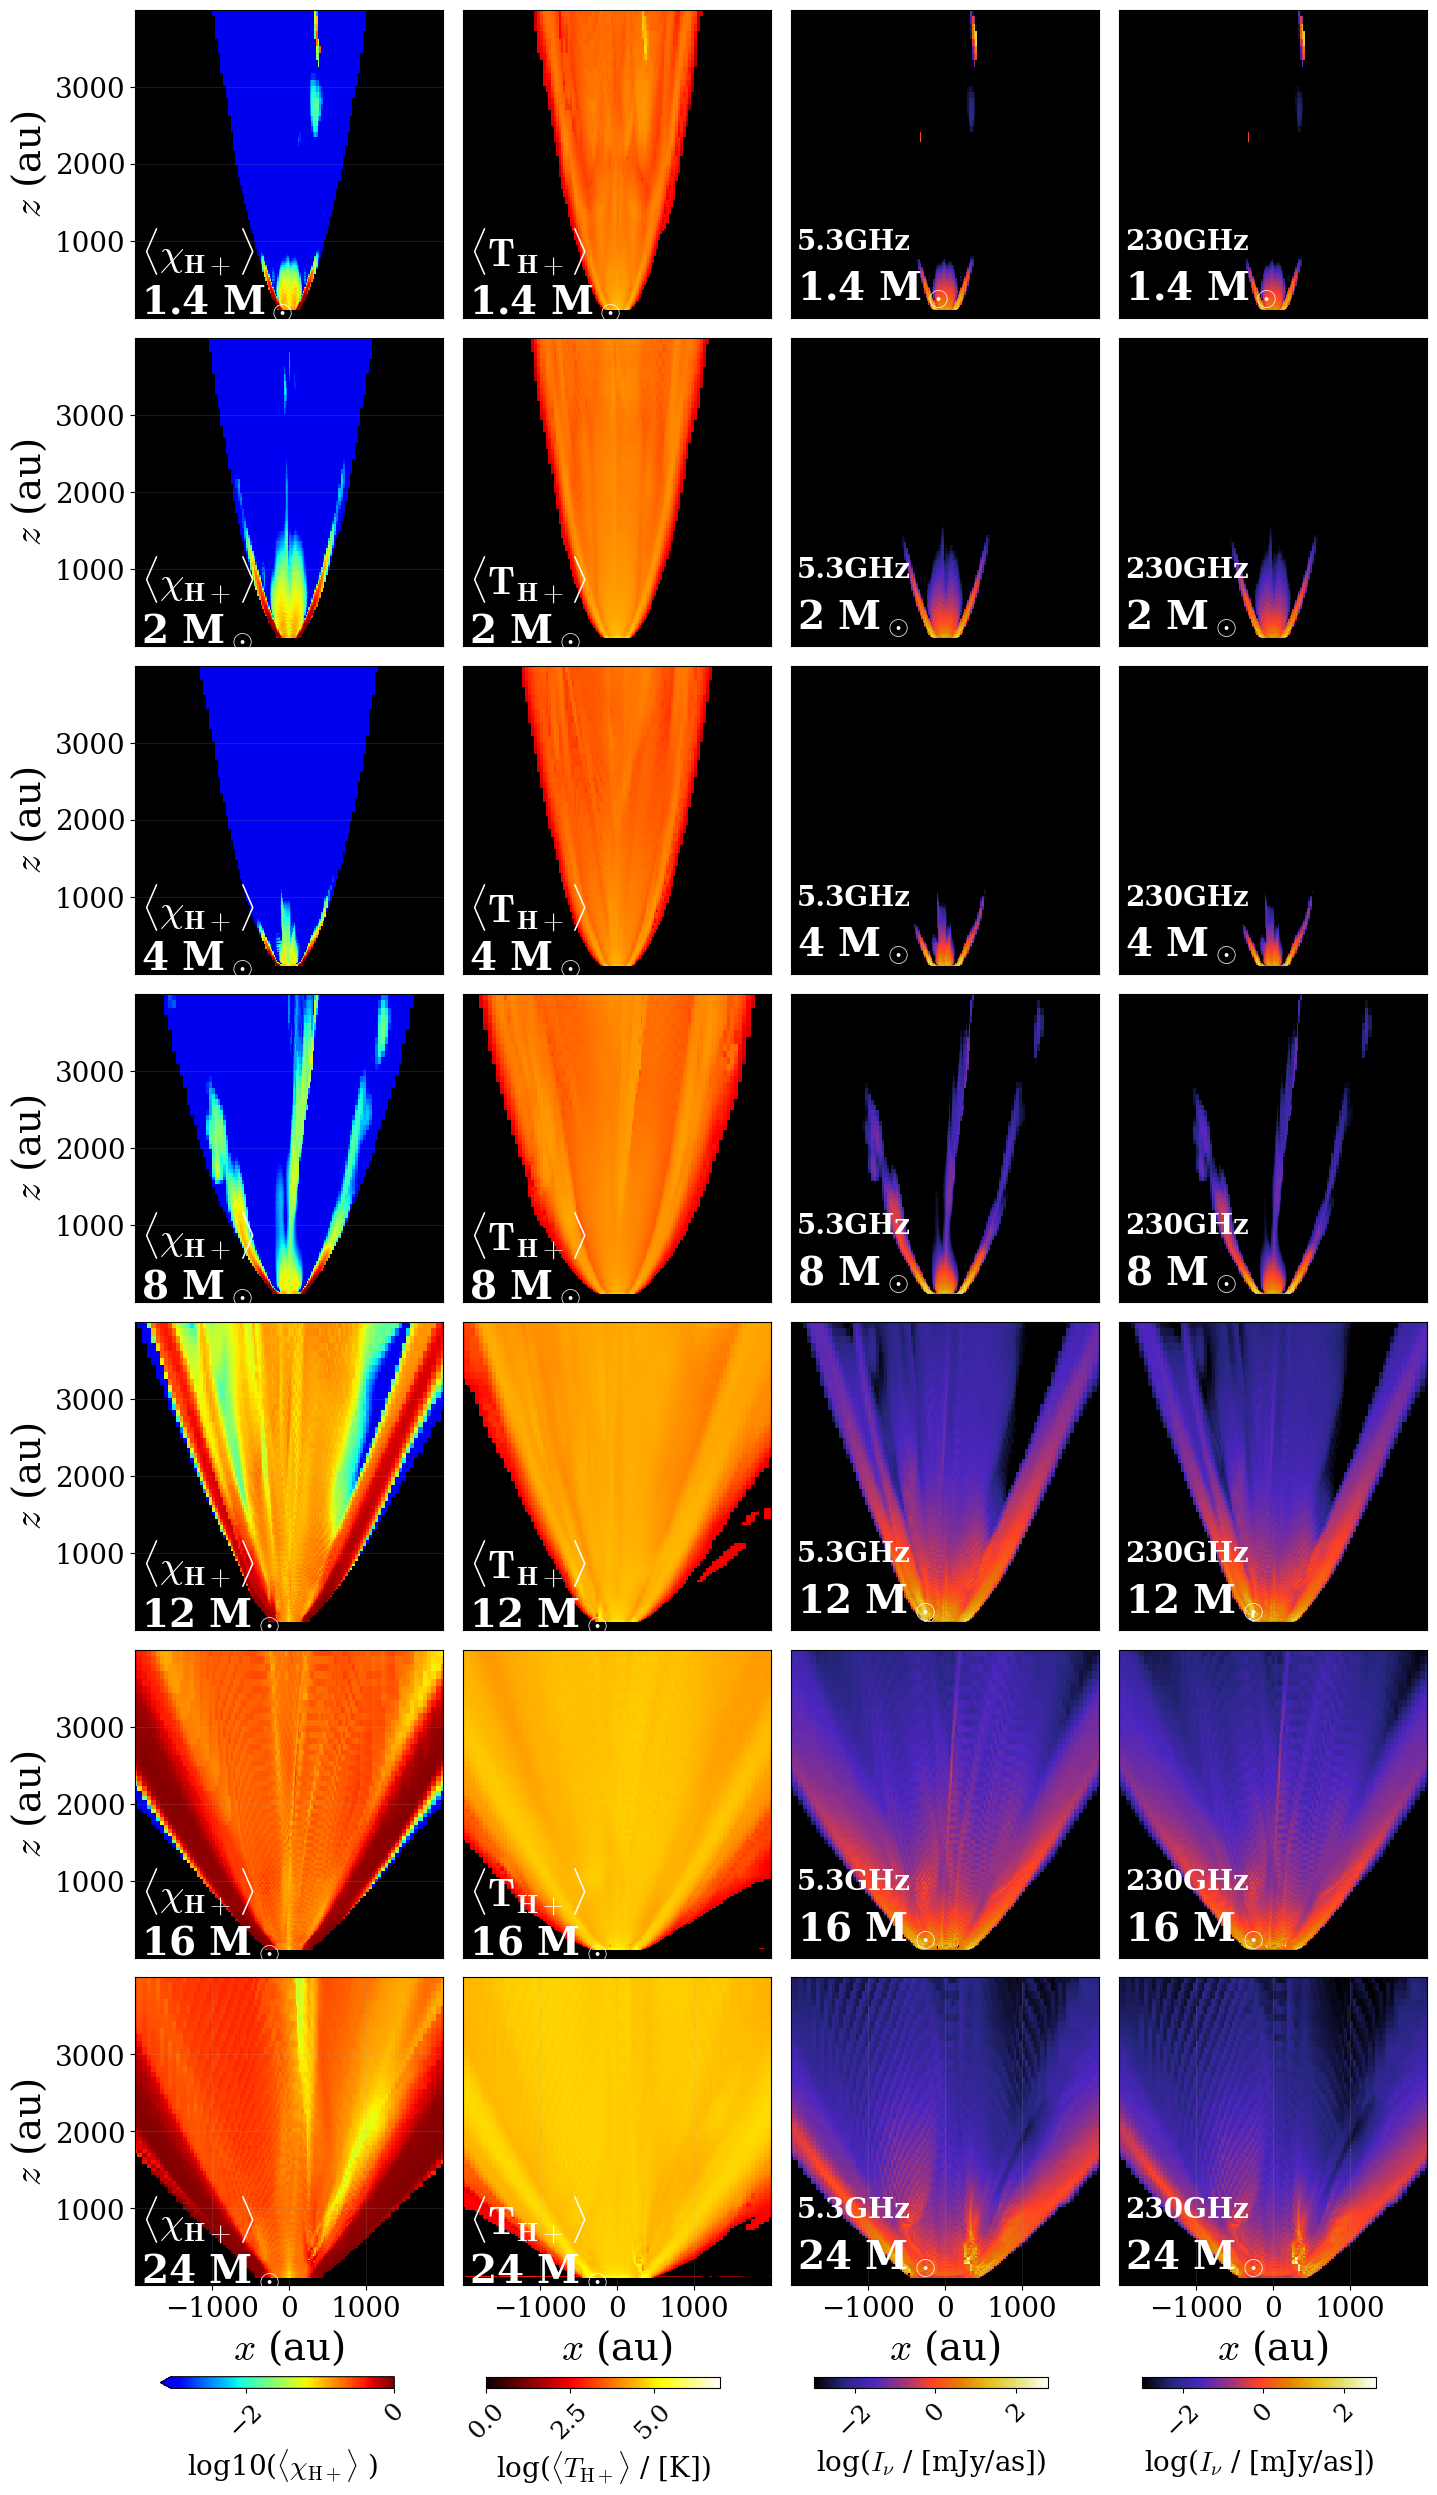 z (au)
3000
2000
1000
⟨χH+⟩
1.4 M⊙
⟨TH+⟩
1.4 M⊙
5.3GHz
1.4 M⊙
230GHz
1.4 M⊙
z (au)
3000
2000
1000
⟨χH+⟩
2 M⊙
⟨TH+⟩
2 M⊙
5.3GHz
2 M⊙
230GHz
2 M⊙
z (au)
3000
2000
1000
⟨χH+⟩
4 M⊙
⟨TH+⟩
4 M⊙
5.3GHz
4 M⊙
230GHz
4 M⊙
z (au)
3000
2000
1000
⟨χH+⟩
8 M⊙
⟨TH+⟩
8 M⊙
5.3GHz
8 M⊙
230GHz
8 M⊙
z (au)
3000
2000
1000
⟨χH+⟩
12 M⊙
⟨TH+⟩
12 M⊙
5.3GHz
12 M⊙
230GHz
12 M⊙
z (au)
3000
2000
1000
⟨χH+⟩
16 M⊙
⟨TH+⟩
16 M⊙
5.3GHz
16 M⊙
230GHz
16 M⊙
z (au)
3000
2000
1000
⟨χH+⟩
24 M⊙
⟨TH+⟩
24 M⊙
5.3GHz
24 M⊙
230GHz
24 M⊙
−1000 0 1000
−1000 0 1000
−1000 0 1000
−1000 0 1000
x (au)
x (au)
x (au)
x (au)
−2 0
0.0 2.5 5.0
−2 0 2
−2 0 2
log10(⟨χH+⟩ )
log(⟨TH+⟩ / [K])
log(Iν / [mJy/as])
log(Iν / [mJy/as])